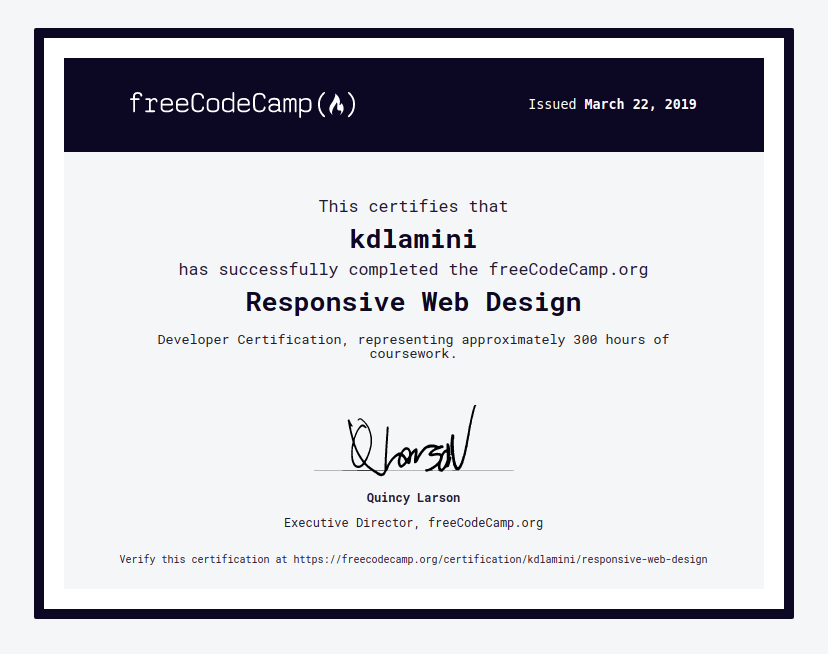 freeCodeCamp(🔥)
Issued March 22, 2019
This certifies that
kdlamini
has successfully completed the freeCodeCamp.org
Responsive Web Design
Developer Certification, representing approximately 300 hours of
coursework.
Q Larson
Quincy Larson
Executive Director, freeCodeCamp.org
Verify this certification at https://freecodecamp.org/certification/kdlamini/responsive-web-design